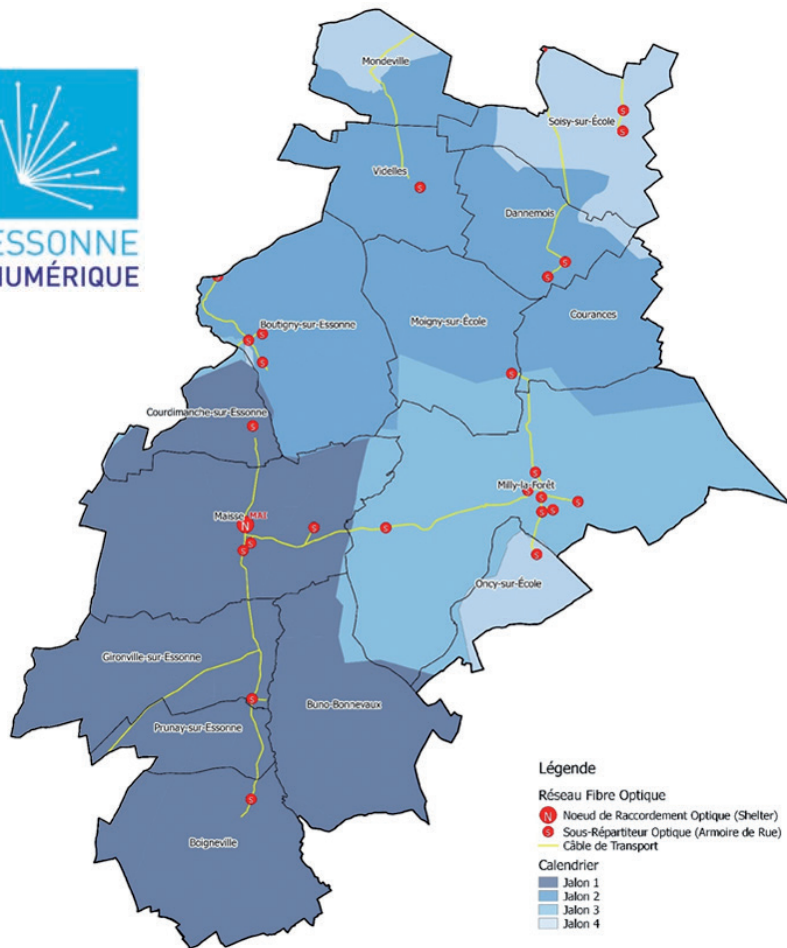 ESSONNE
NUMÉRIQUE
Mondeville
Soisy-sur-École
Videlles
Dannemois
Boutigny-sur-Essonne
Moigny-sur-École
Courances
Courdimanche-sur-Essonne
Milly-la-Forêt
Maisse MAI
N
Oncy-sur-École
Gironville-sur-Essonne
Buno-Bonnevaux
Prunay-sur-Essonne
Boigneville
Légende
Réseau Fibre Optique
N Noeud de Raccordement Optique (Shelter)
S Sous-Répartiteur Optique (Armoire de Rue)
Câble de Transport
Calendrier
Jalon 1
Jalon 2
Jalon 3
Jalon 4